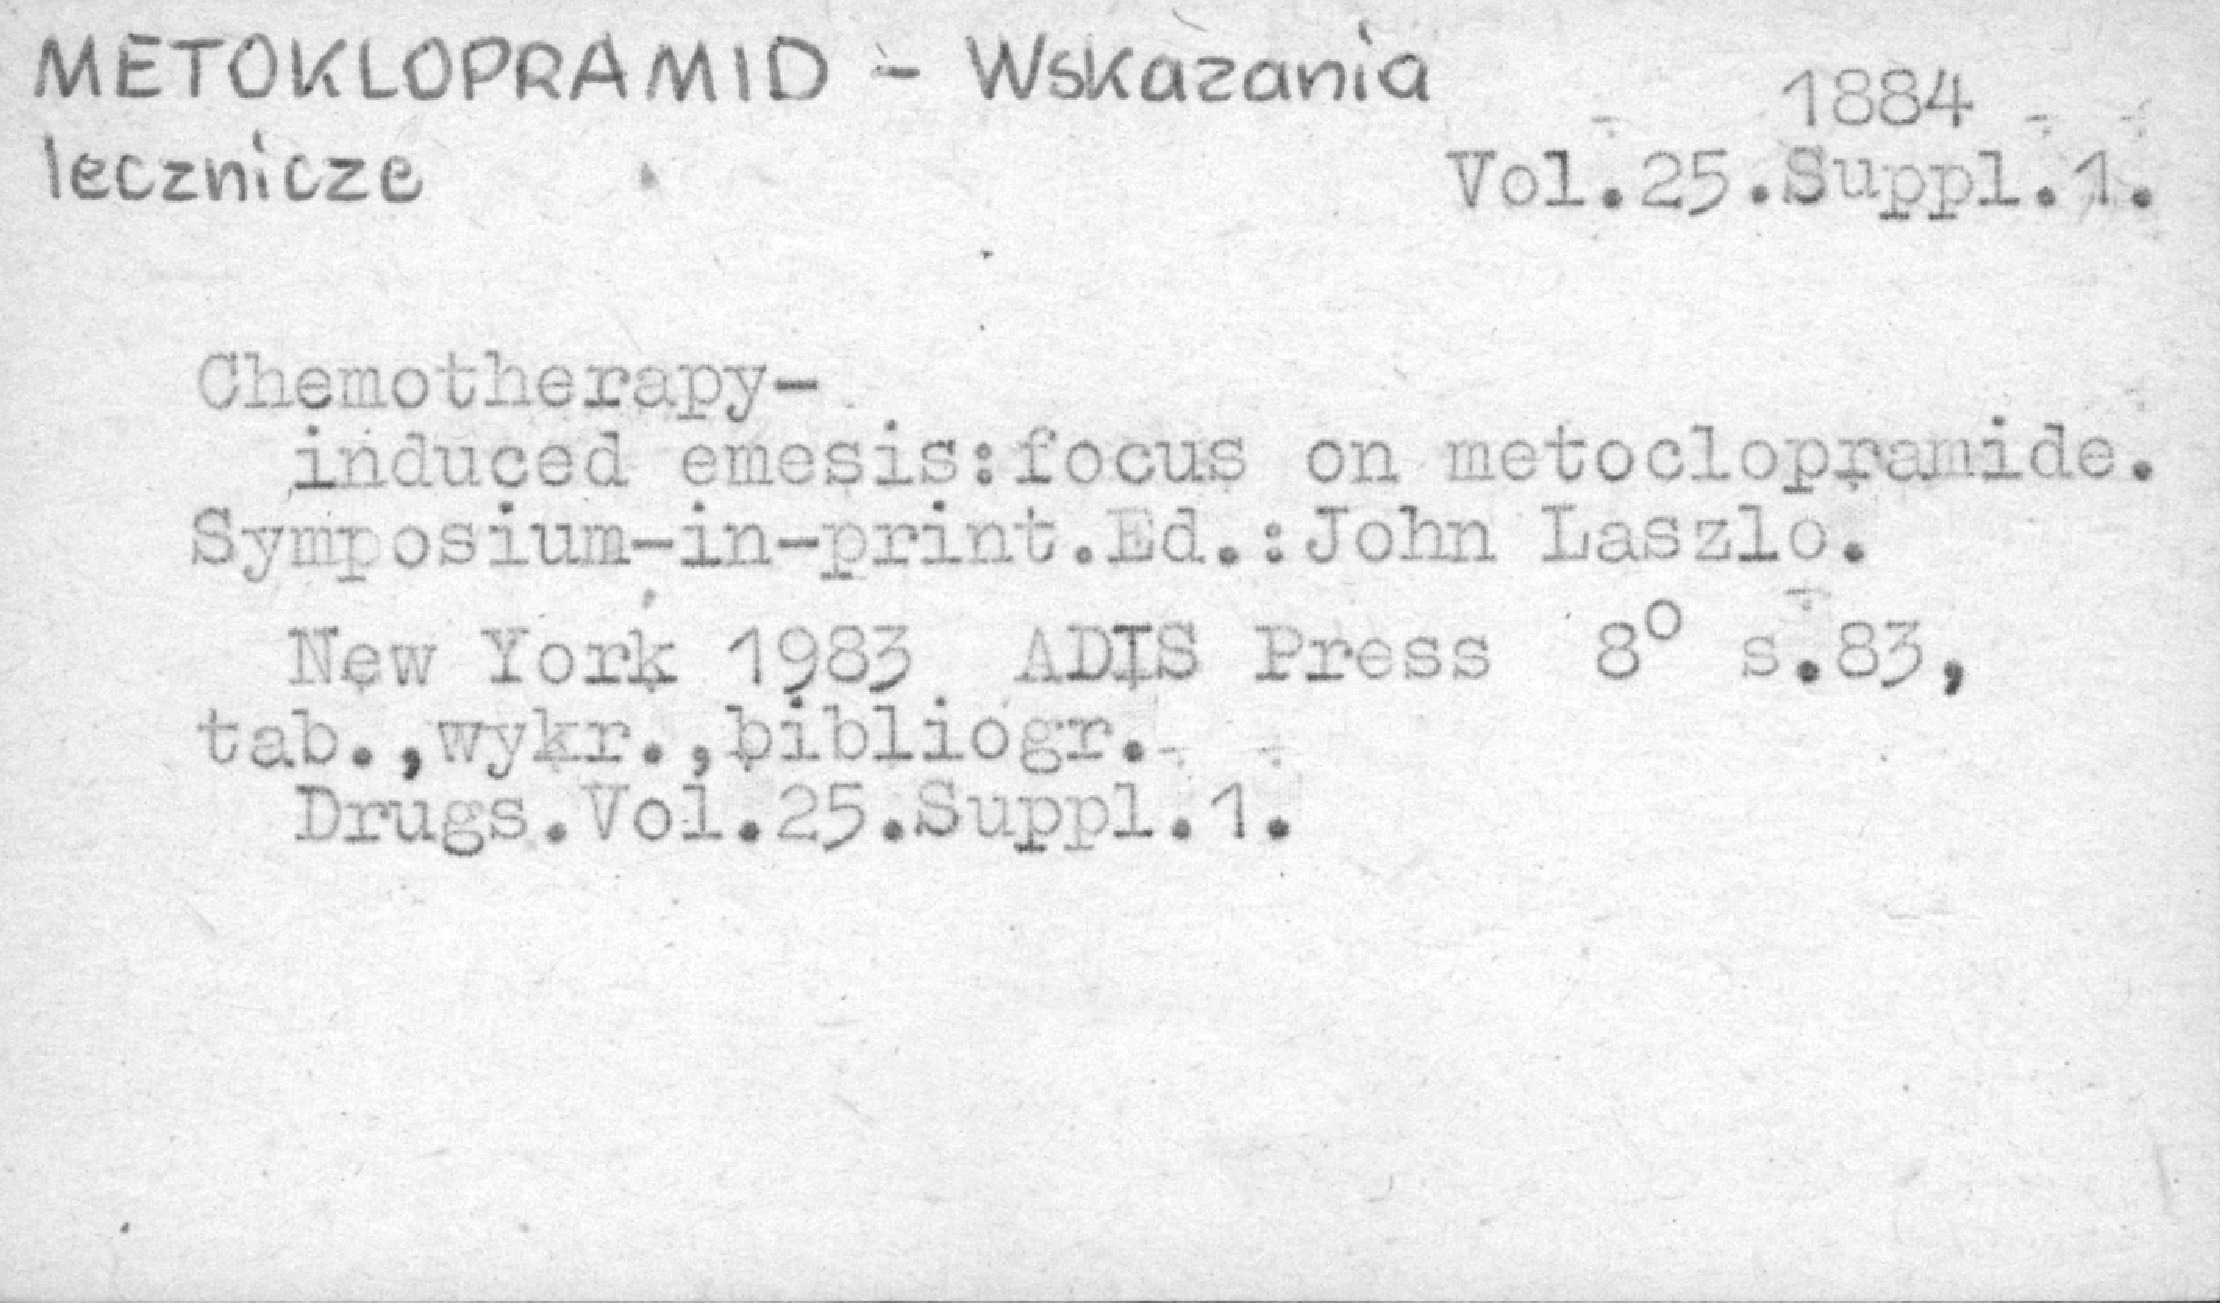 METOKLOPRAMID - Wskazania
lecznicze
1884
Vol.25.Suppl.1.
Chemotherapy-
induced emesis:focus on metoclopramide.
Symposium-in-print.Ed.:John Laszlo.
New York 1983 ADIS Press 8° s.83,
tab.,wykr.,bibliogr.
Drugs.Vol.25.Suppl.1.